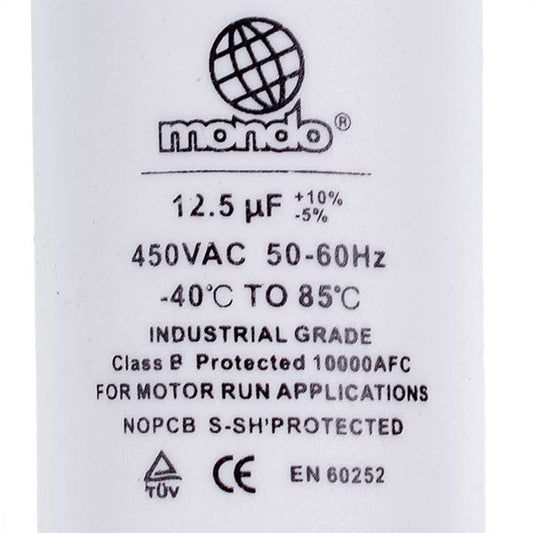 mondo®
12.5 µF +10% -5%
450VAC 50-60Hz
-40℃ TO 85℃
INDUSTRIAL GRADE
Class B Protected 10000AFC
FOR MOTOR RUN APPLICATIONS
NOPCB S-SH'PROTECTED
TÜV CE EN 60252